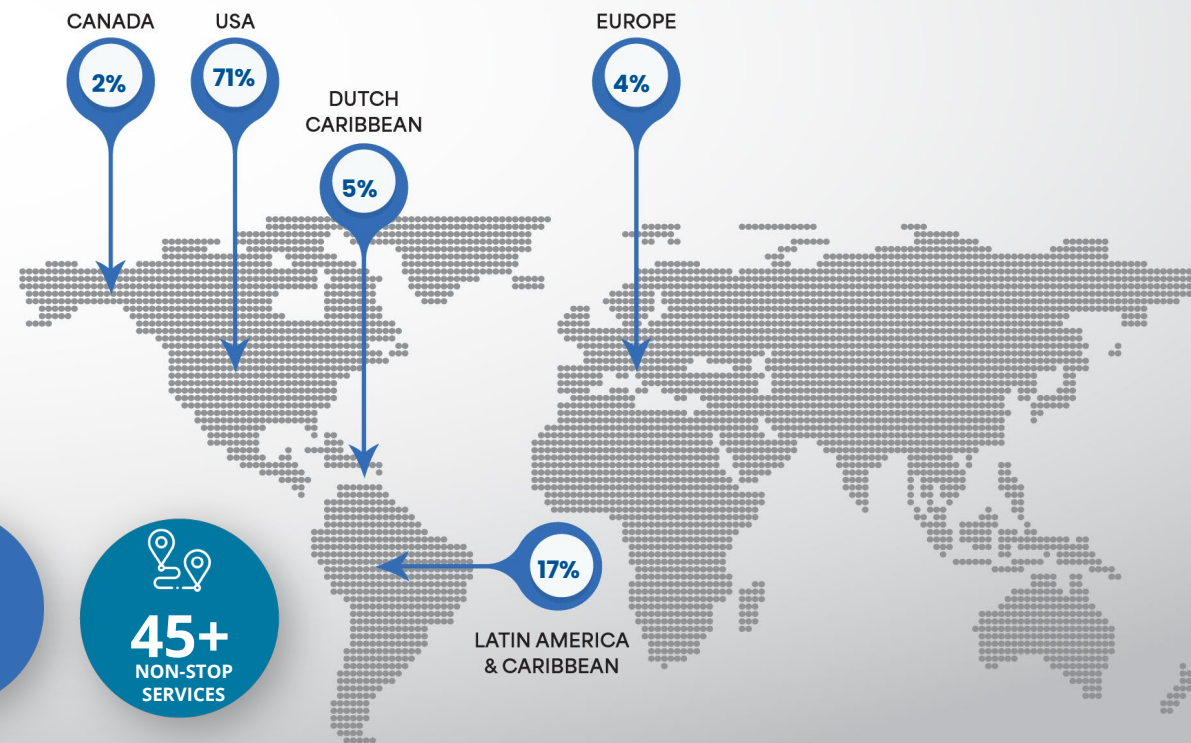 CANADA
2%
USA
71%
DUTCH
CARIBBEAN
5%
EUROPE
4%
17%
LATIN AMERICA
& CARIBBEAN
45+
NON-STOP
SERVICES